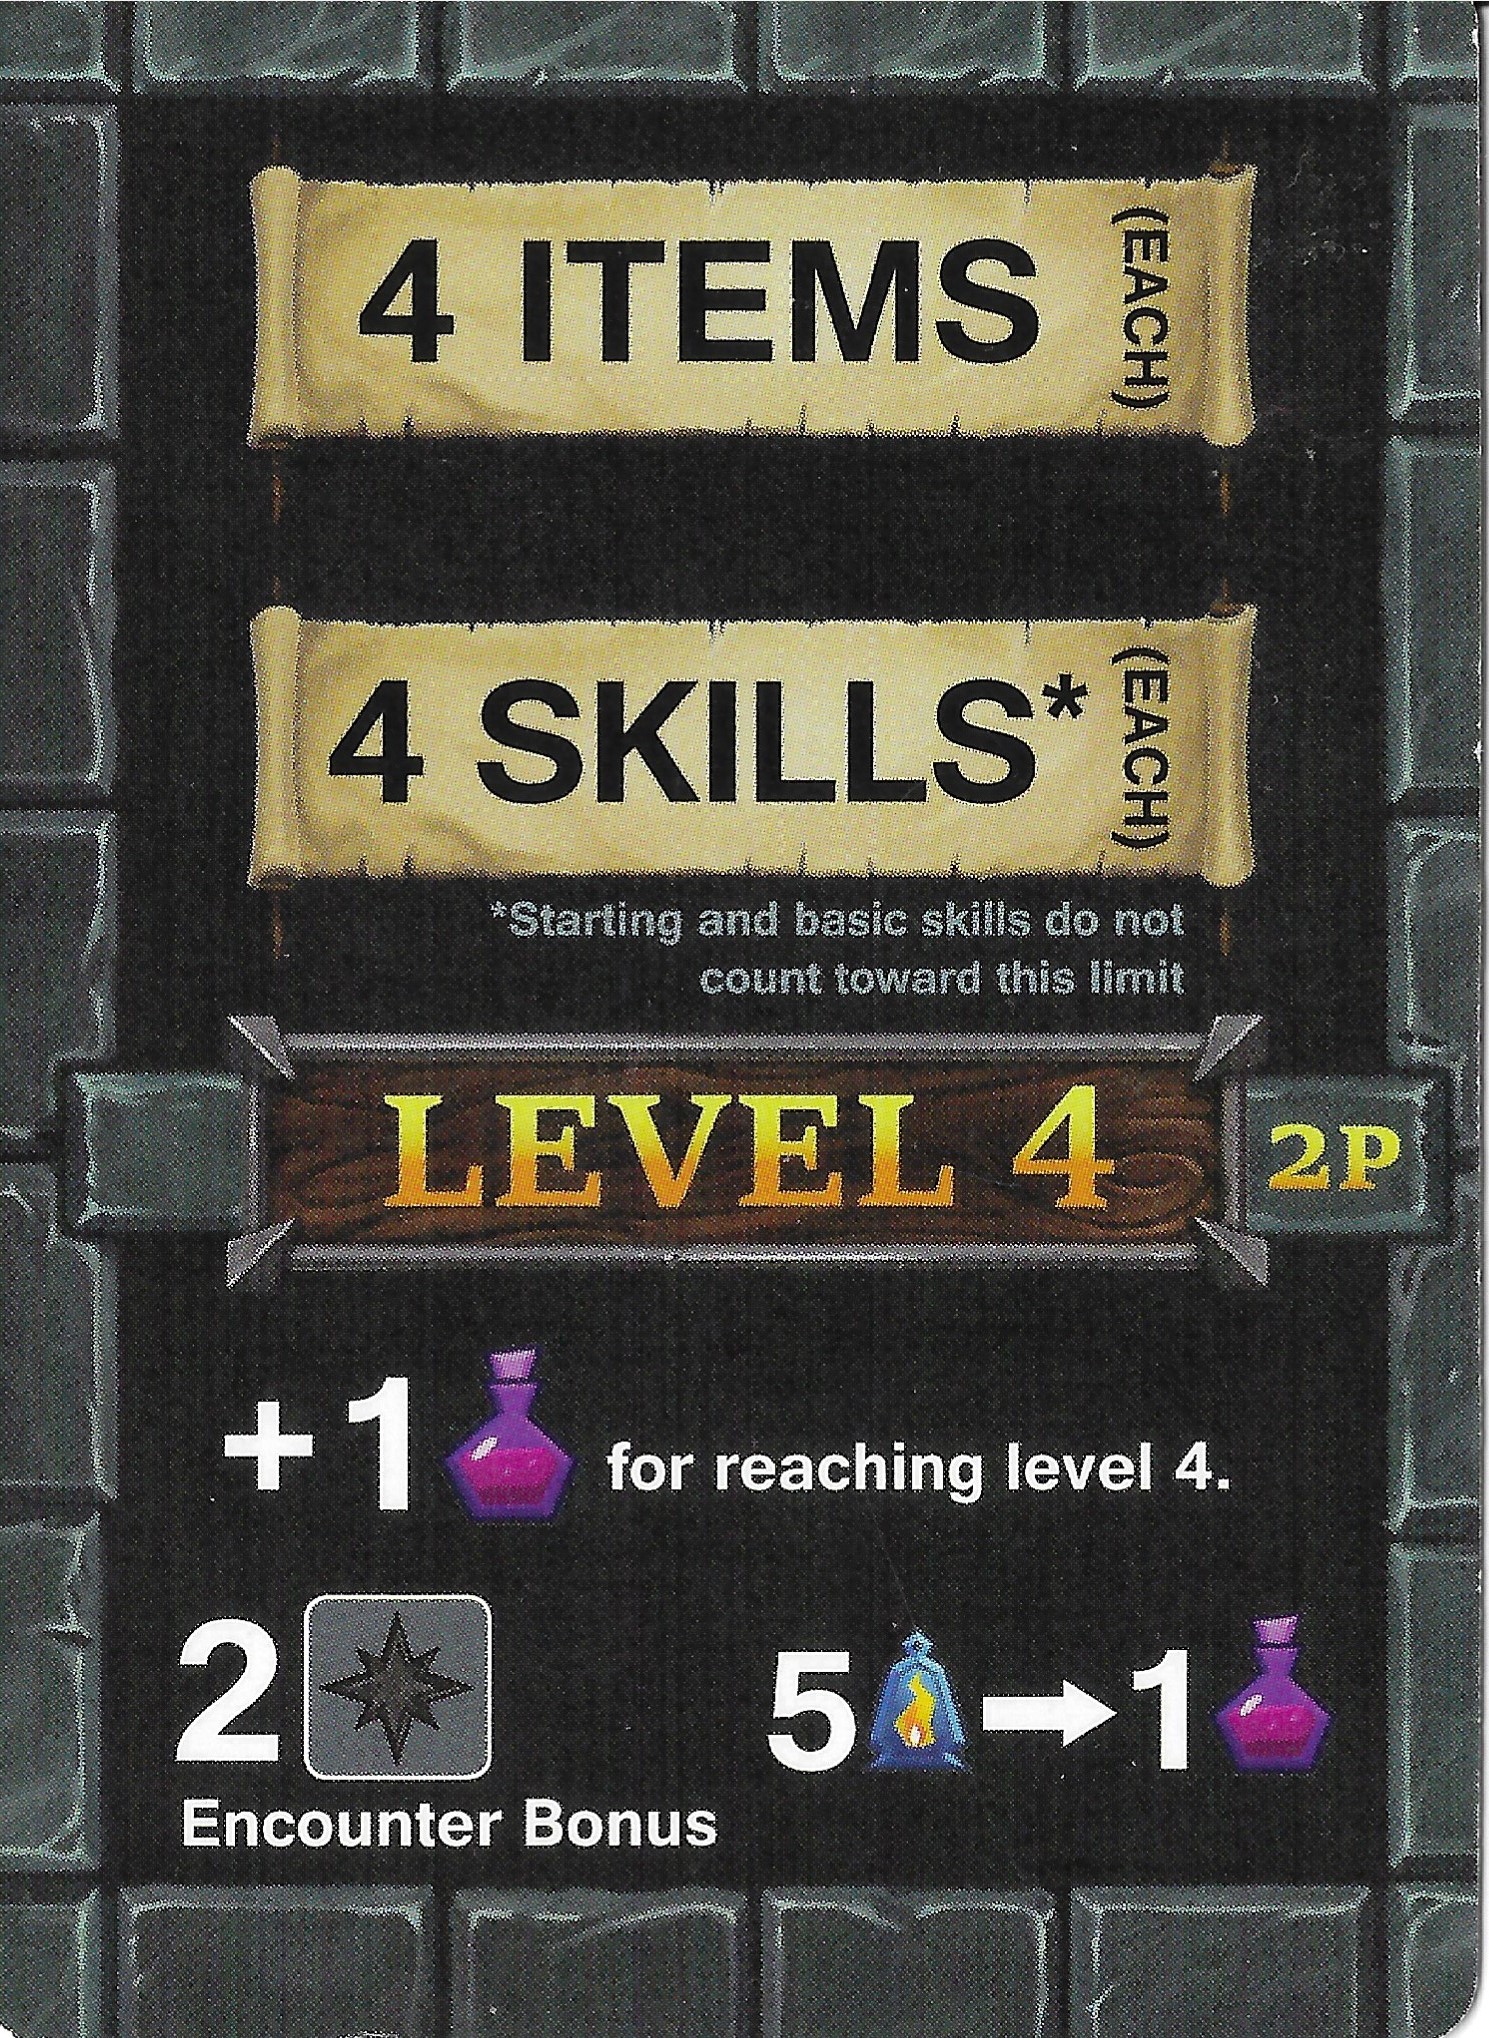 4 ITEMS (EACH)
4 SKILLS* (EACH)
*Starting and basic skills do not
count toward this limit
LEVEL 4 2P
+1 for reaching level 4.
2 5 → 1
Encounter Bonus